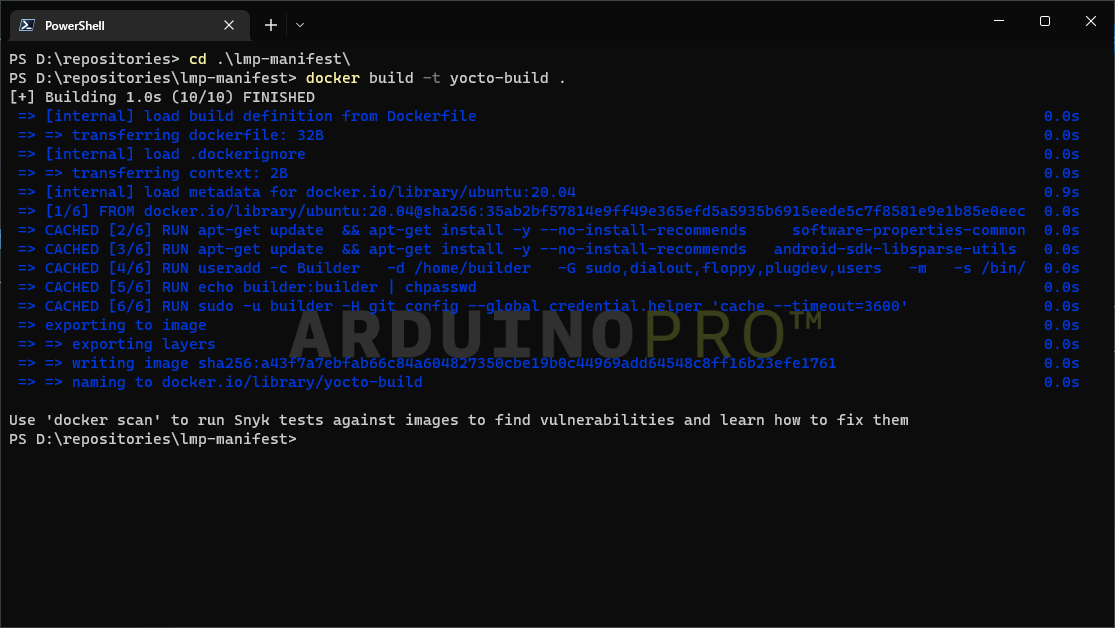 PowerShell
PS D:\repositories> cd .\lmp-manifest\
PS D:\repositories\lmp-manifest> docker build -t yocto-build .
[+] Building 1.0s (10/10) FINISHED
=> [internal] load build definition from Dockerfile 0.0s
=> => transferring dockerfile: 32B 0.0s
=> [internal] load .dockerignore 0.0s
=> => transferring context: 2B 0.0s
=> [internal] load metadata for docker.io/library/ubuntu:20.04 0.9s
=> [1/6] FROM docker.io/library/ubuntu:20.04@sha256:35ab2bf57814e9ff49e365efd5a5935b6915eede5c7f8581e9e1b85e0eec 0.0s
=> CACHED [2/6] RUN apt-get update  && apt-get install -y --no-install-recommends     software-properties-common 0.0s
=> CACHED [3/6] RUN apt-get update  && apt-get install -y --no-install-recommends   android-sdk-libsparse-utils 0.0s
=> CACHED [4/6] RUN useradd -c Builder   -d /home/builder   -G sudo,dialout,floppy,plugdev,users   -m   -s /bin/ 0.0s
=> CACHED [5/6] RUN echo builder:builder | chpasswd 0.0s
=> CACHED [6/6] RUN sudo -u builder -H git config --global credential.helper 'cache --timeout=3600' 0.0s
=> exporting to image 0.0s
=> => exporting layers 0.0s
=> => writing image sha256:a43f7a7ebfab66c84a604827350cbe19b0c44969add64548c8ff16b23efe1761 0.0s
=> => naming to docker.io/library/yocto-build 0.0s
ARDUINO PRO™
Use 'docker scan' to run Snyk tests against images to find vulnerabilities and learn how to fix them
PS D:\repositories\lmp-manifest>